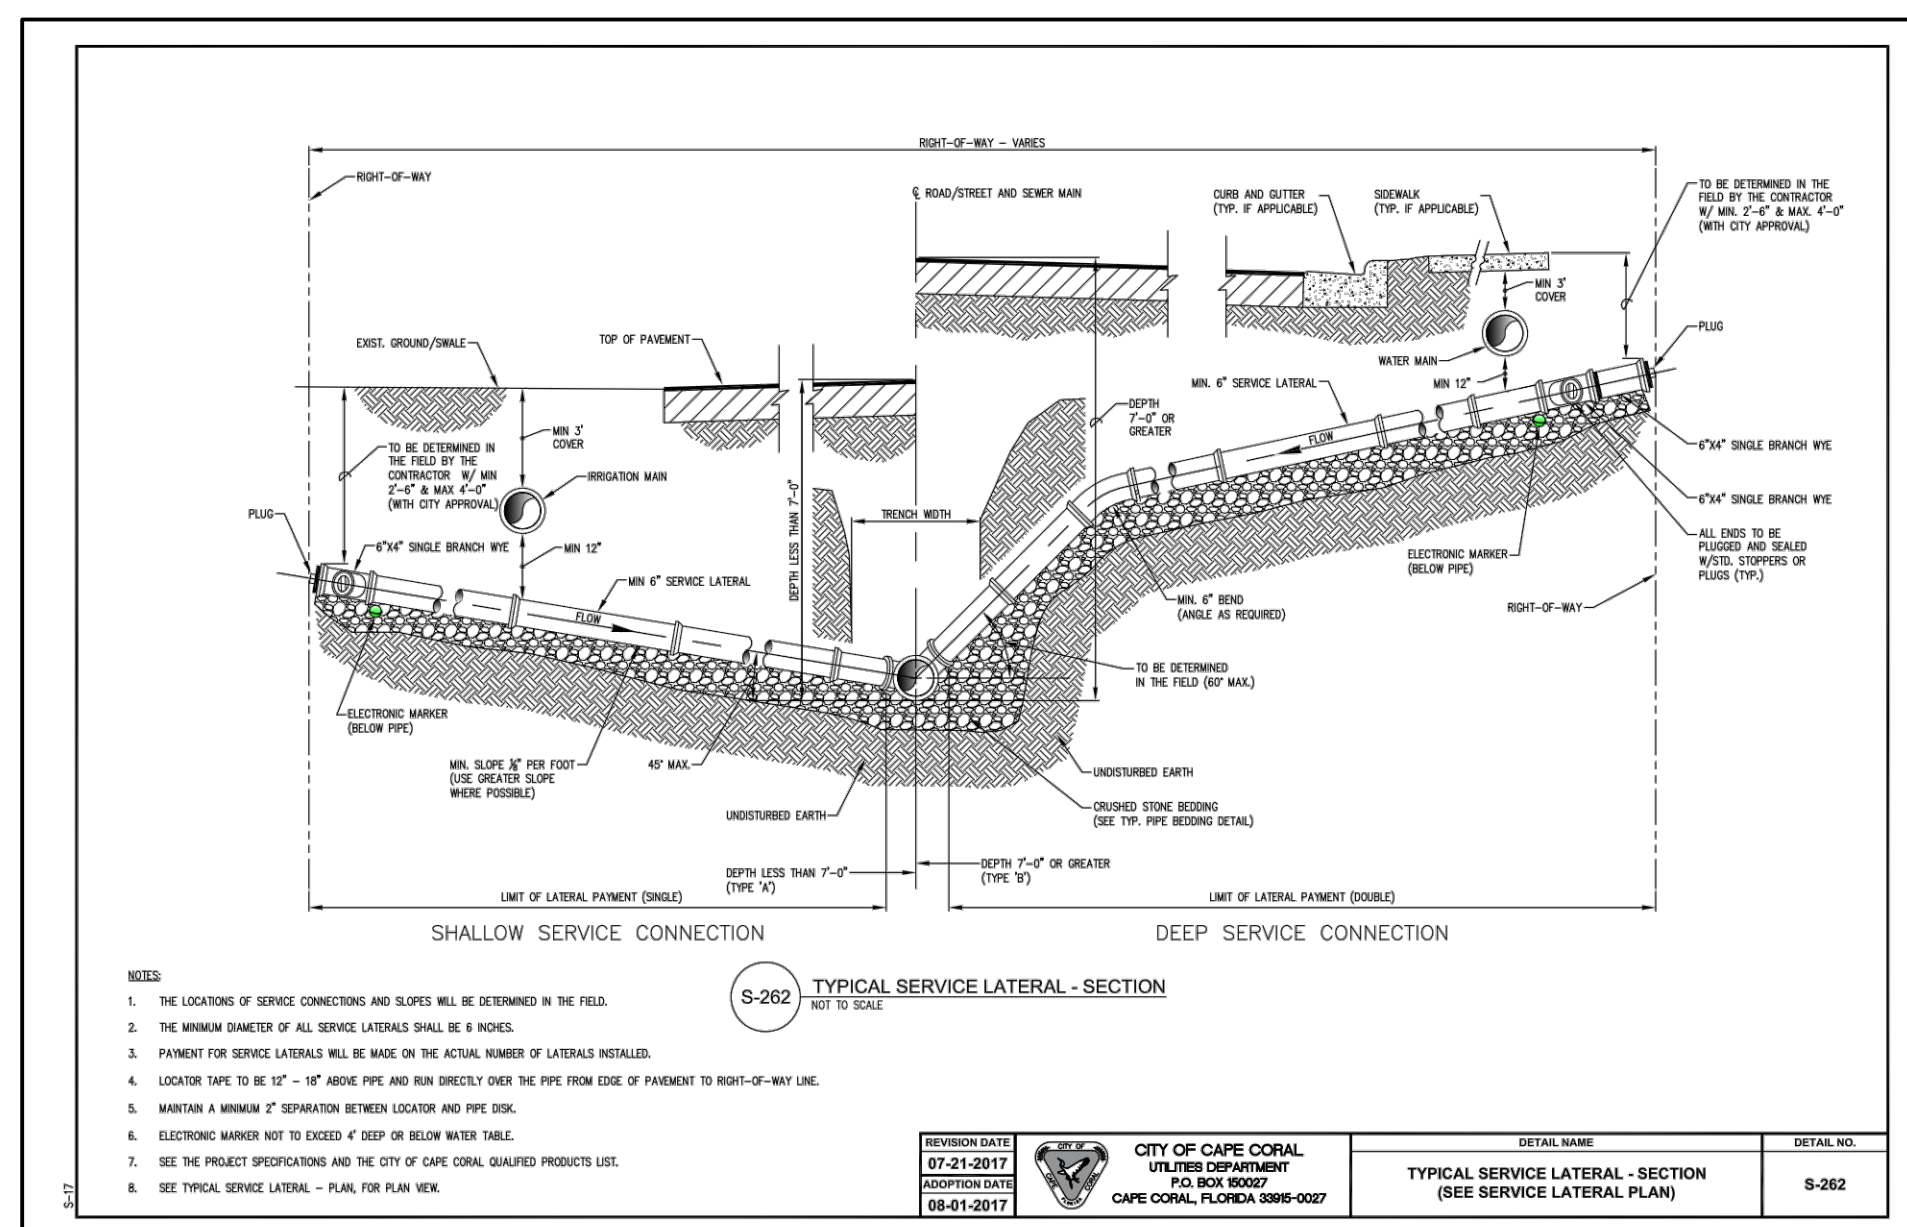 RIGHT-OF-WAY - VARIES
RIGHT-OF-WAY
℄ ROAD/STREET AND SEWER MAIN
CURB AND GUTTER
(TYP. IF APPLICABLE)
SIDEWALK
(TYP. IF APPLICABLE)
TO BE DETERMINED IN THE
FIELD BY THE CONTRACTOR
W/ MIN. 2'-6" & MAX. 4'-0"
(WITH CITY APPROVAL)
MIN 3'
COVER
PLUG
WATER MAIN
MIN 12"
MIN. 6" SERVICE LATERAL
EXIST. GROUND/SWALE
TOP OF PAVEMENT
DEPTH
7'-0" OR
GREATER
FLOW
MIN 3'
COVER
TO BE DETERMINED IN
THE FIELD BY THE
CONTRACTOR W/ MIN
2'-6" & MAX 4'-0"
(WITH CITY APPROVAL)
IRRIGATION MAIN
DEPTH LESS THAN 7'-0"
TRENCH WIDTH
PLUG
6"X4" SINGLE BRANCH WYE
MIN 12"
MIN 6" SERVICE LATERAL
FLOW
6"X4" SINGLE BRANCH WYE
6"X4" SINGLE BRANCH WYE
ALL ENDS TO BE
PLUGGED AND SEALED
W/STD. STOPPERS OR
PLUGS (TYP.)
ELECTRONIC MARKER
(BELOW PIPE)
RIGHT-OF-WAY
MIN. 6" BEND
(ANGLE AS REQUIRED)
TO BE DETERMINED
IN THE FIELD (60° MAX.)
ELECTRONIC MARKER
(BELOW PIPE)
MIN. SLOPE ⅛" PER FOOT
(USE GREATER SLOPE
WHERE POSSIBLE)
45° MAX.
UNDISTURBED EARTH
UNDISTURBED EARTH
CRUSHED STONE BEDDING
(SEE TYP. PIPE BEDDING DETAIL)
DEPTH LESS THAN 7'-0"
(TYPE 'A')
DEPTH 7'-0" OR GREATER
(TYPE 'B')
LIMIT OF LATERAL PAYMENT (SINGLE)
LIMIT OF LATERAL PAYMENT (DOUBLE)
SHALLOW SERVICE CONNECTION
DEEP SERVICE CONNECTION
S-262
TYPICAL SERVICE LATERAL - SECTION
NOT TO SCALE
NOTES:
1. THE LOCATIONS OF SERVICE CONNECTIONS AND SLOPES WILL BE DETERMINED IN THE FIELD.
2. THE MINIMUM DIAMETER OF ALL SERVICE LATERALS SHALL BE 6 INCHES.
3. PAYMENT FOR SERVICE LATERALS WILL BE MADE ON THE ACTUAL NUMBER OF LATERALS INSTALLED.
4. LOCATOR TAPE TO BE 12" - 18" ABOVE PIPE AND RUN DIRECTLY OVER THE PIPE FROM EDGE OF PAVEMENT TO RIGHT-OF-WAY LINE.
5. MAINTAIN A MINIMUM 2" SEPARATION BETWEEN LOCATOR AND PIPE DISK.
6. ELECTRONIC MARKER NOT TO EXCEED 4' DEEP OR BELOW WATER TABLE.
7. SEE THE PROJECT SPECIFICATIONS AND THE CITY OF CAPE CORAL QUALIFIED PRODUCTS LIST.
8. SEE TYPICAL SERVICE LATERAL - PLAN, FOR PLAN VIEW.
S-17
REVISION DATE
07-21-2017
ADOPTION DATE
08-01-2017
CITY OF
CAPE
CORAL
FLORIDA
CITY OF CAPE CORAL
UTILITIES DEPARTMENT
P.O. BOX 150027
CAPE CORAL, FLORIDA 33915-0027
DETAIL NAME
TYPICAL SERVICE LATERAL - SECTION
(SEE SERVICE LATERAL PLAN)
DETAIL NO.
S-262